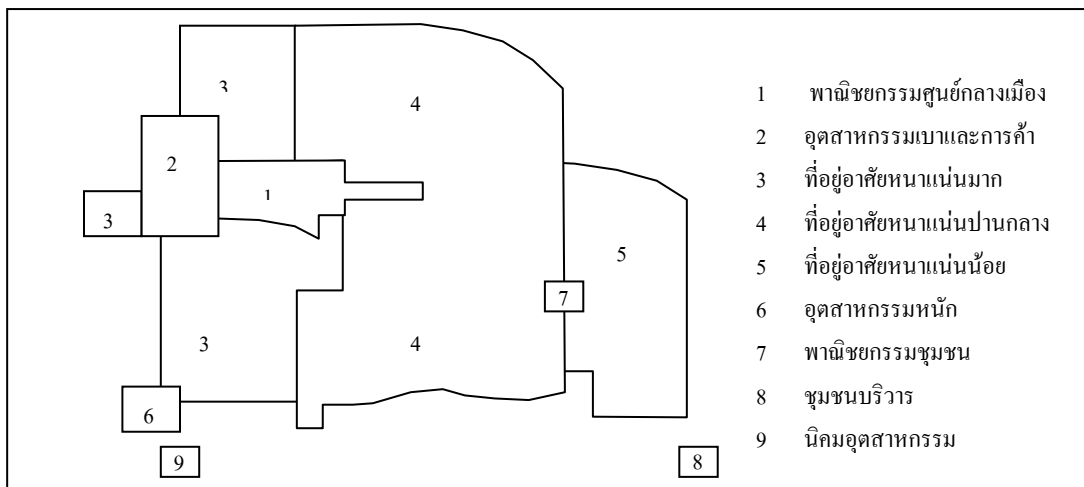 3
4
2
1
3
5
7
3
4
6
9
8
1 พาณิชยกรรมศูนย์กลางเมือง
2 อุตสาหกรรมเบาและการค้า
3 ที่อยู่อาศัยหนาแน่นมาก
4 ที่อยู่อาศัยหนาแน่นปานกลาง
5 ที่อยู่อาศัยหนาแน่นน้อย
6 อุตสาหกรรมหนัก
7 พาณิชยกรรมชุมชน
8 ชุมชนบริวาร
9 นิคมอุตสาหกรรม